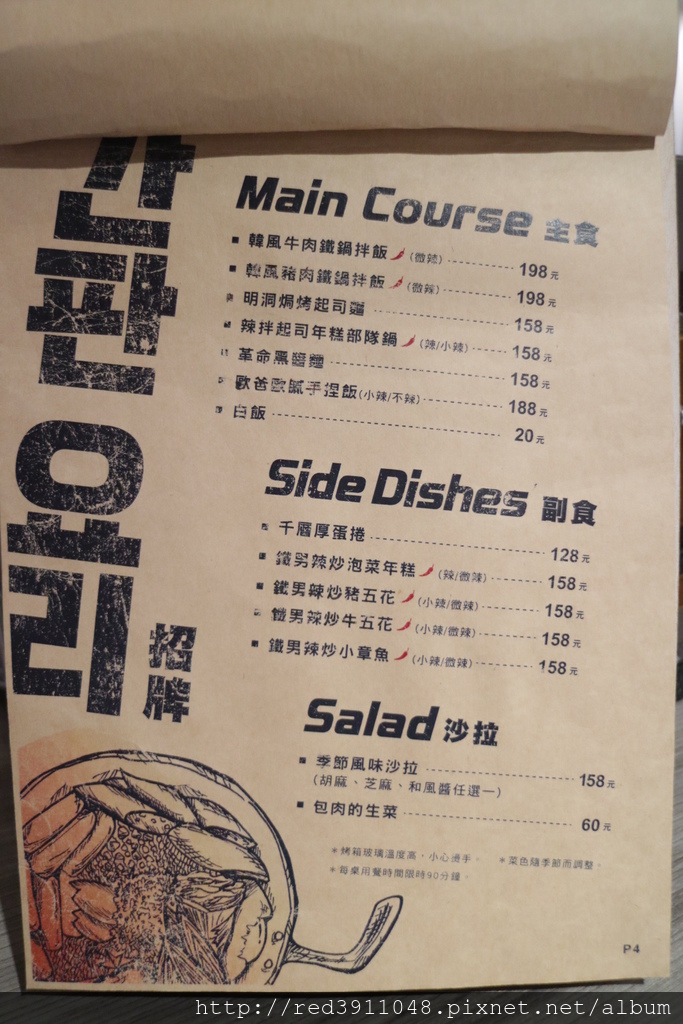 간판 요리
招牌
Main Course 主食
韓風牛肉鐵鍋拌飯 (微辣) 198元
韓風豬肉鐵鍋拌飯 (微辣) 198元
明洞焗烤起司麵 158元
辣拌起司年糕部隊鍋 (辣/小辣) 158元
革命黑醬麵 158元
歐爸歐膩手捏飯(小辣/不辣) 188元
白飯 20元
Side Dishes 副食
千層厚蛋捲 128元
鐵男辣炒泡菜年糕 (辣/微辣) 158元
鐵男辣炒豬五花 (小辣/微辣) 158元
鐵男辣炒牛五花 (小辣/微辣) 158元
鐵男辣炒小章魚 (小辣/微辣) 158元
Salad 沙拉
季節風味沙拉 158元
(胡麻、芝麻、和風醬任選一)
包肉的生菜 60元
*烤箱玻璃溫度高,小心燙手。 *菜色隨季節而調整。
*每桌用餐時間限時90分鐘。
P4
http://red3911048.pixnet.net/album